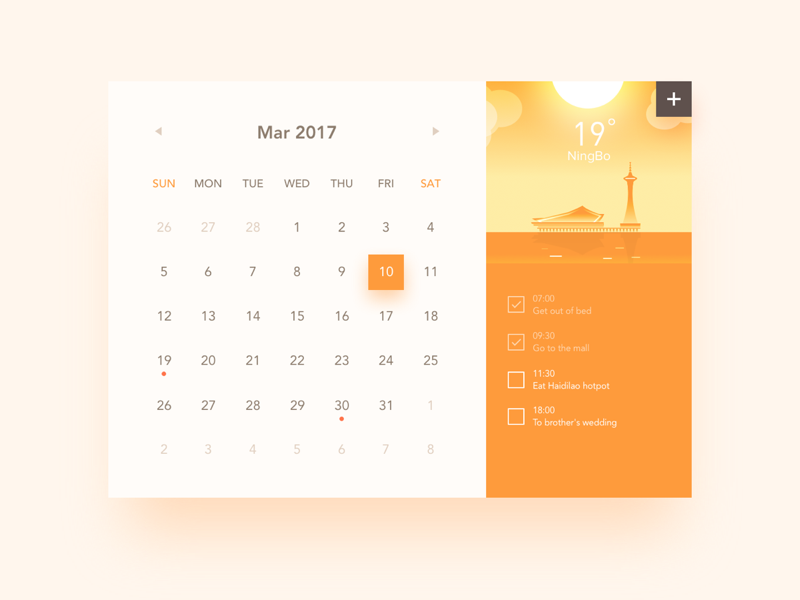 Mar 2017
SUN MON TUE WED THU FRI SAT
26 27 28 1 2 3 4
5 6 7 8 9 10 11
12 13 14 15 16 17 18
19 20 21 22 23 24 25
26 27 28 29 30 31 1
2 3 4 5 6 7 8
+
19°
NingBo
07:00
Get out of bed
09:30
Go to the mall
11:30
Eat Haidilao hotpot
18:00
To brother's wedding